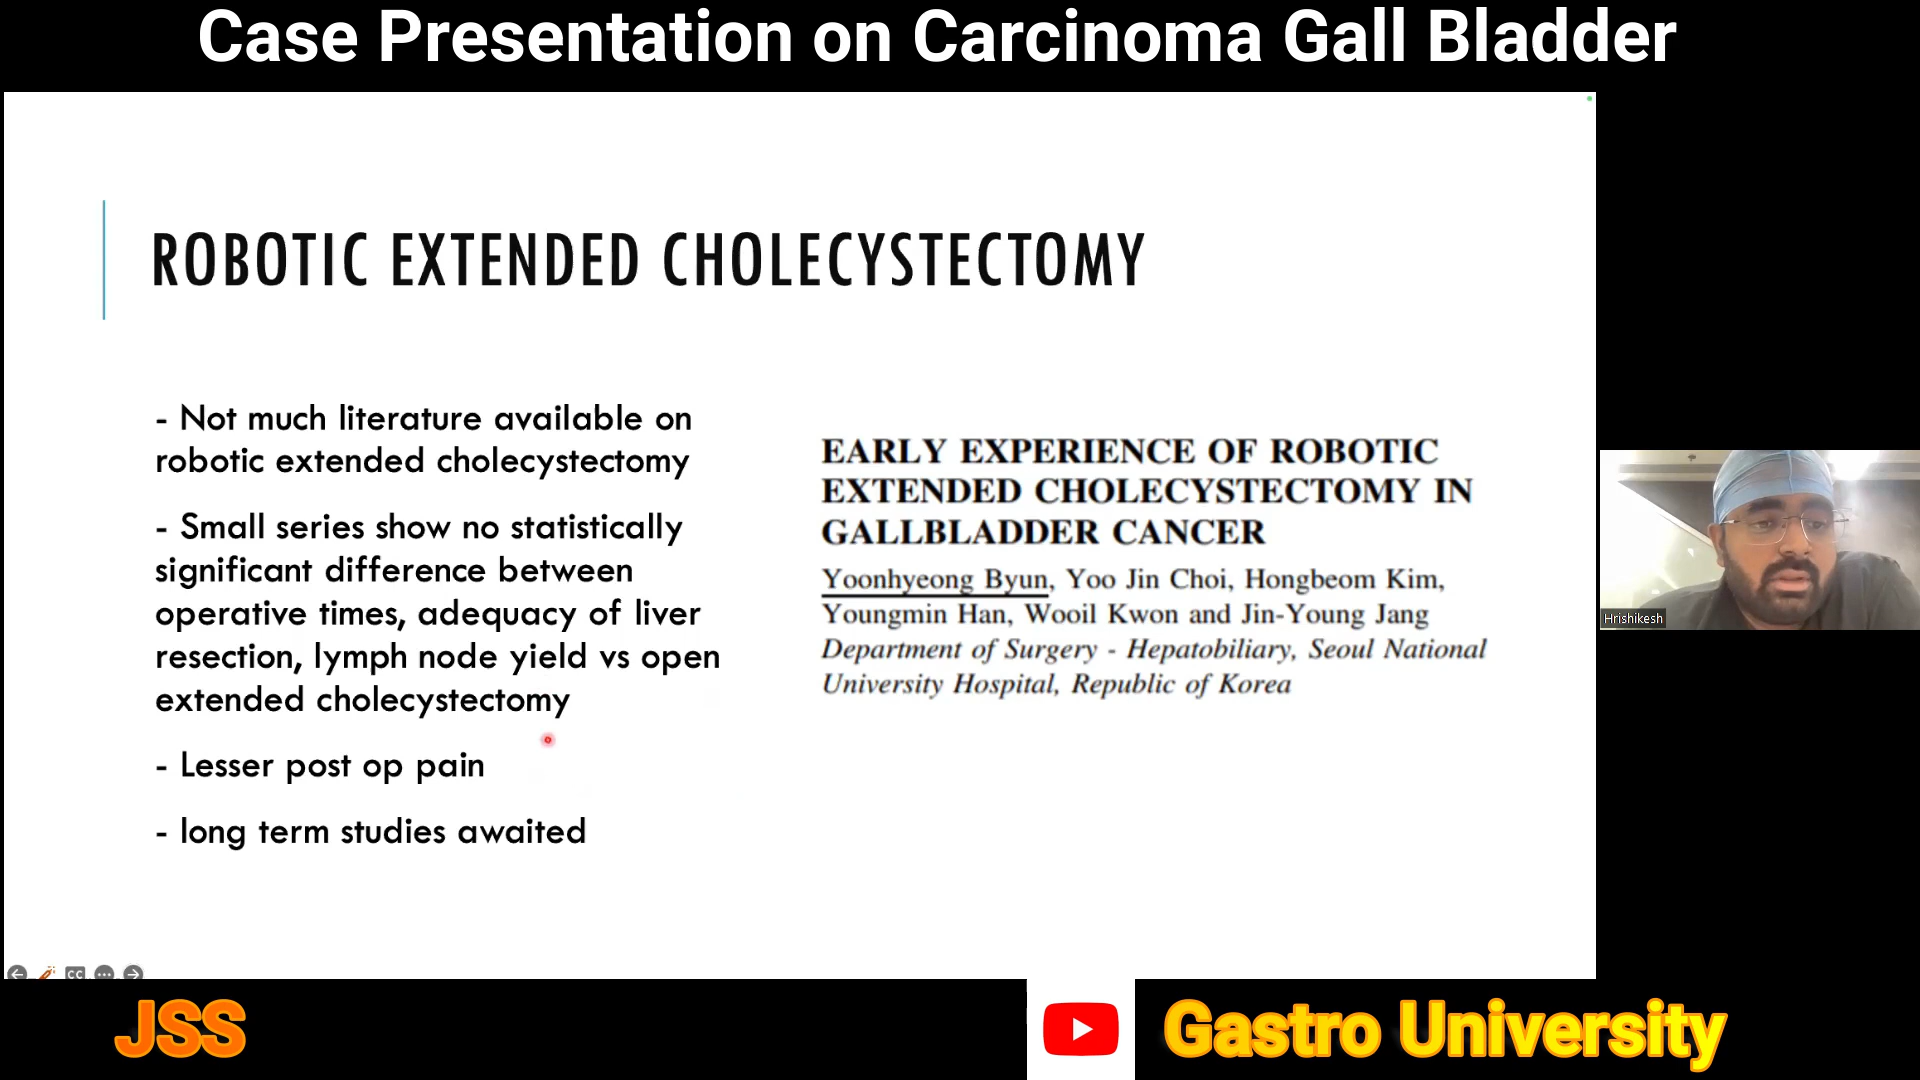 Case Presentation on Carcinoma Gall Bladder
ROBOTIC EXTENDED CHOLECYSTECTOMY
- Not much literature available on
robotic extended cholecystectomy
- Small series show no statistically
significant difference between
operative times, adequacy of liver
resection, lymph node yield vs open
extended cholecystectomy
- Lesser post op pain
- long term studies awaited
EARLY EXPERIENCE OF ROBOTIC
EXTENDED CHOLECYSTECTOMY IN
GALLBLADDER CANCER
Yoonhyeong Byun, Yoo Jin Choi, Hongbeom Kim,
Youngmin Han, Wooil Kwon and Jin-Young Jang
Department of Surgery - Hepatobiliary, Seoul National
University Hospital, Republic of Korea
Hrishikesh
CC
JSS
Gastro University